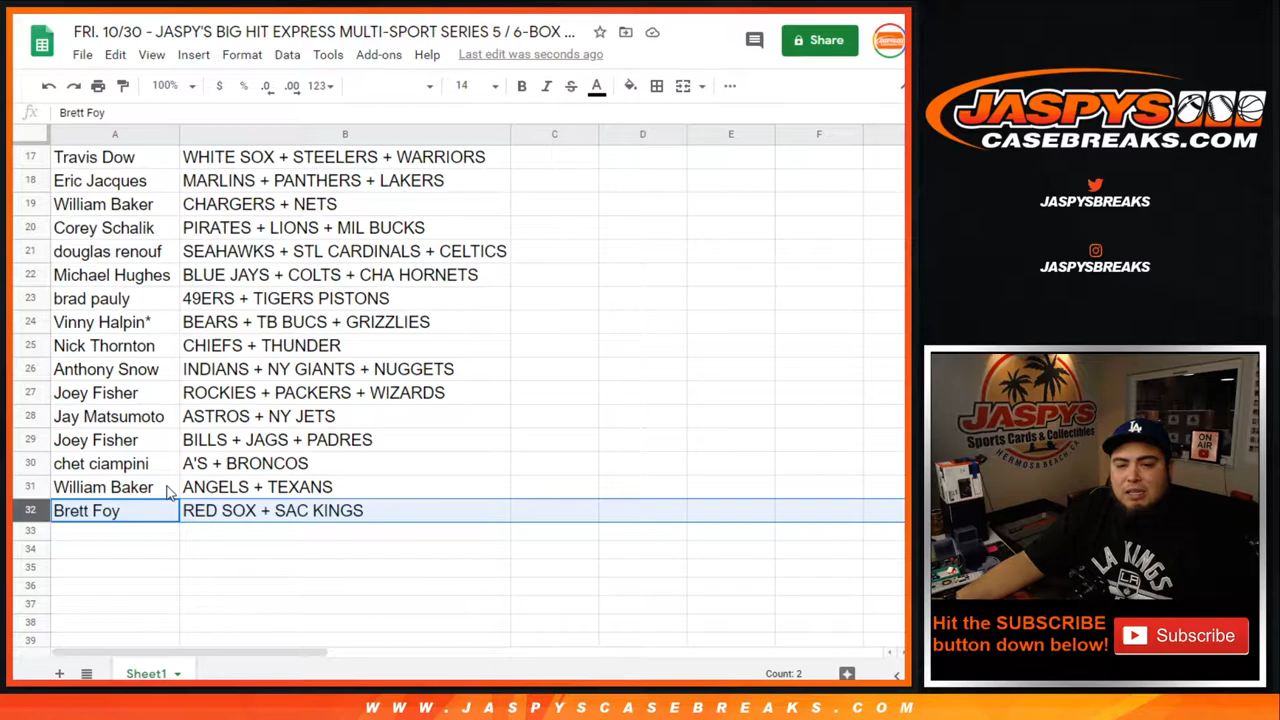 FRI. 10/30 - JASPY'S BIG HIT EXPRESS MULTI-SPORT SERIES 5 / 6-BOX ...
File Edit View Insert Format Data Tools Add-ons Help Last edit was seconds ago
Share
100% $ % .0 .00 123 14 B I S A ...
fx Brett Foy
A B C D E F
17 Travis Dow WHITE SOX + STEELERS + WARRIORS
18 Eric Jacques MARLINS + PANTHERS + LAKERS
19 William Baker CHARGERS + NETS
20 Corey Schalik PIRATES + LIONS + MIL BUCKS
21 douglas renouf SEAHAWKS + STL CARDINALS + CELTICS
22 Michael Hughes BLUE JAYS + COLTS + CHA HORNETS
23 brad pauly 49ERS + TIGERS PISTONS
24 Vinny Halpin* BEARS + TB BUCS + GRIZZLIES
25 Nick Thornton CHIEFS + THUNDER
26 Anthony Snow INDIANS + NY GIANTS + NUGGETS
27 Joey Fisher ROCKIES + PACKERS + WIZARDS
28 Jay Matsumoto ASTROS + NY JETS
29 Joey Fisher BILLS + JAGS + PADRES
30 chet ciampini A'S + BRONCOS
31 William Baker ANGELS + TEXANS
32 Brett Foy RED SOX + SAC KINGS
33
34
35
36
37
38
39
Sheet1 Count: 2
JASPYS
CASEBREAKS.COM
JASPYSBREAKS
JASPYSBREAKS
JASPYS
Sports Cards & Collectibles
HERMOSA BEACH, CA
ON AIR
LA
LA KINGS
LA
Hit the SUBSCRIBE
button down below!
Subscribe
WWW.JASPYSCASEBREAKS.COM